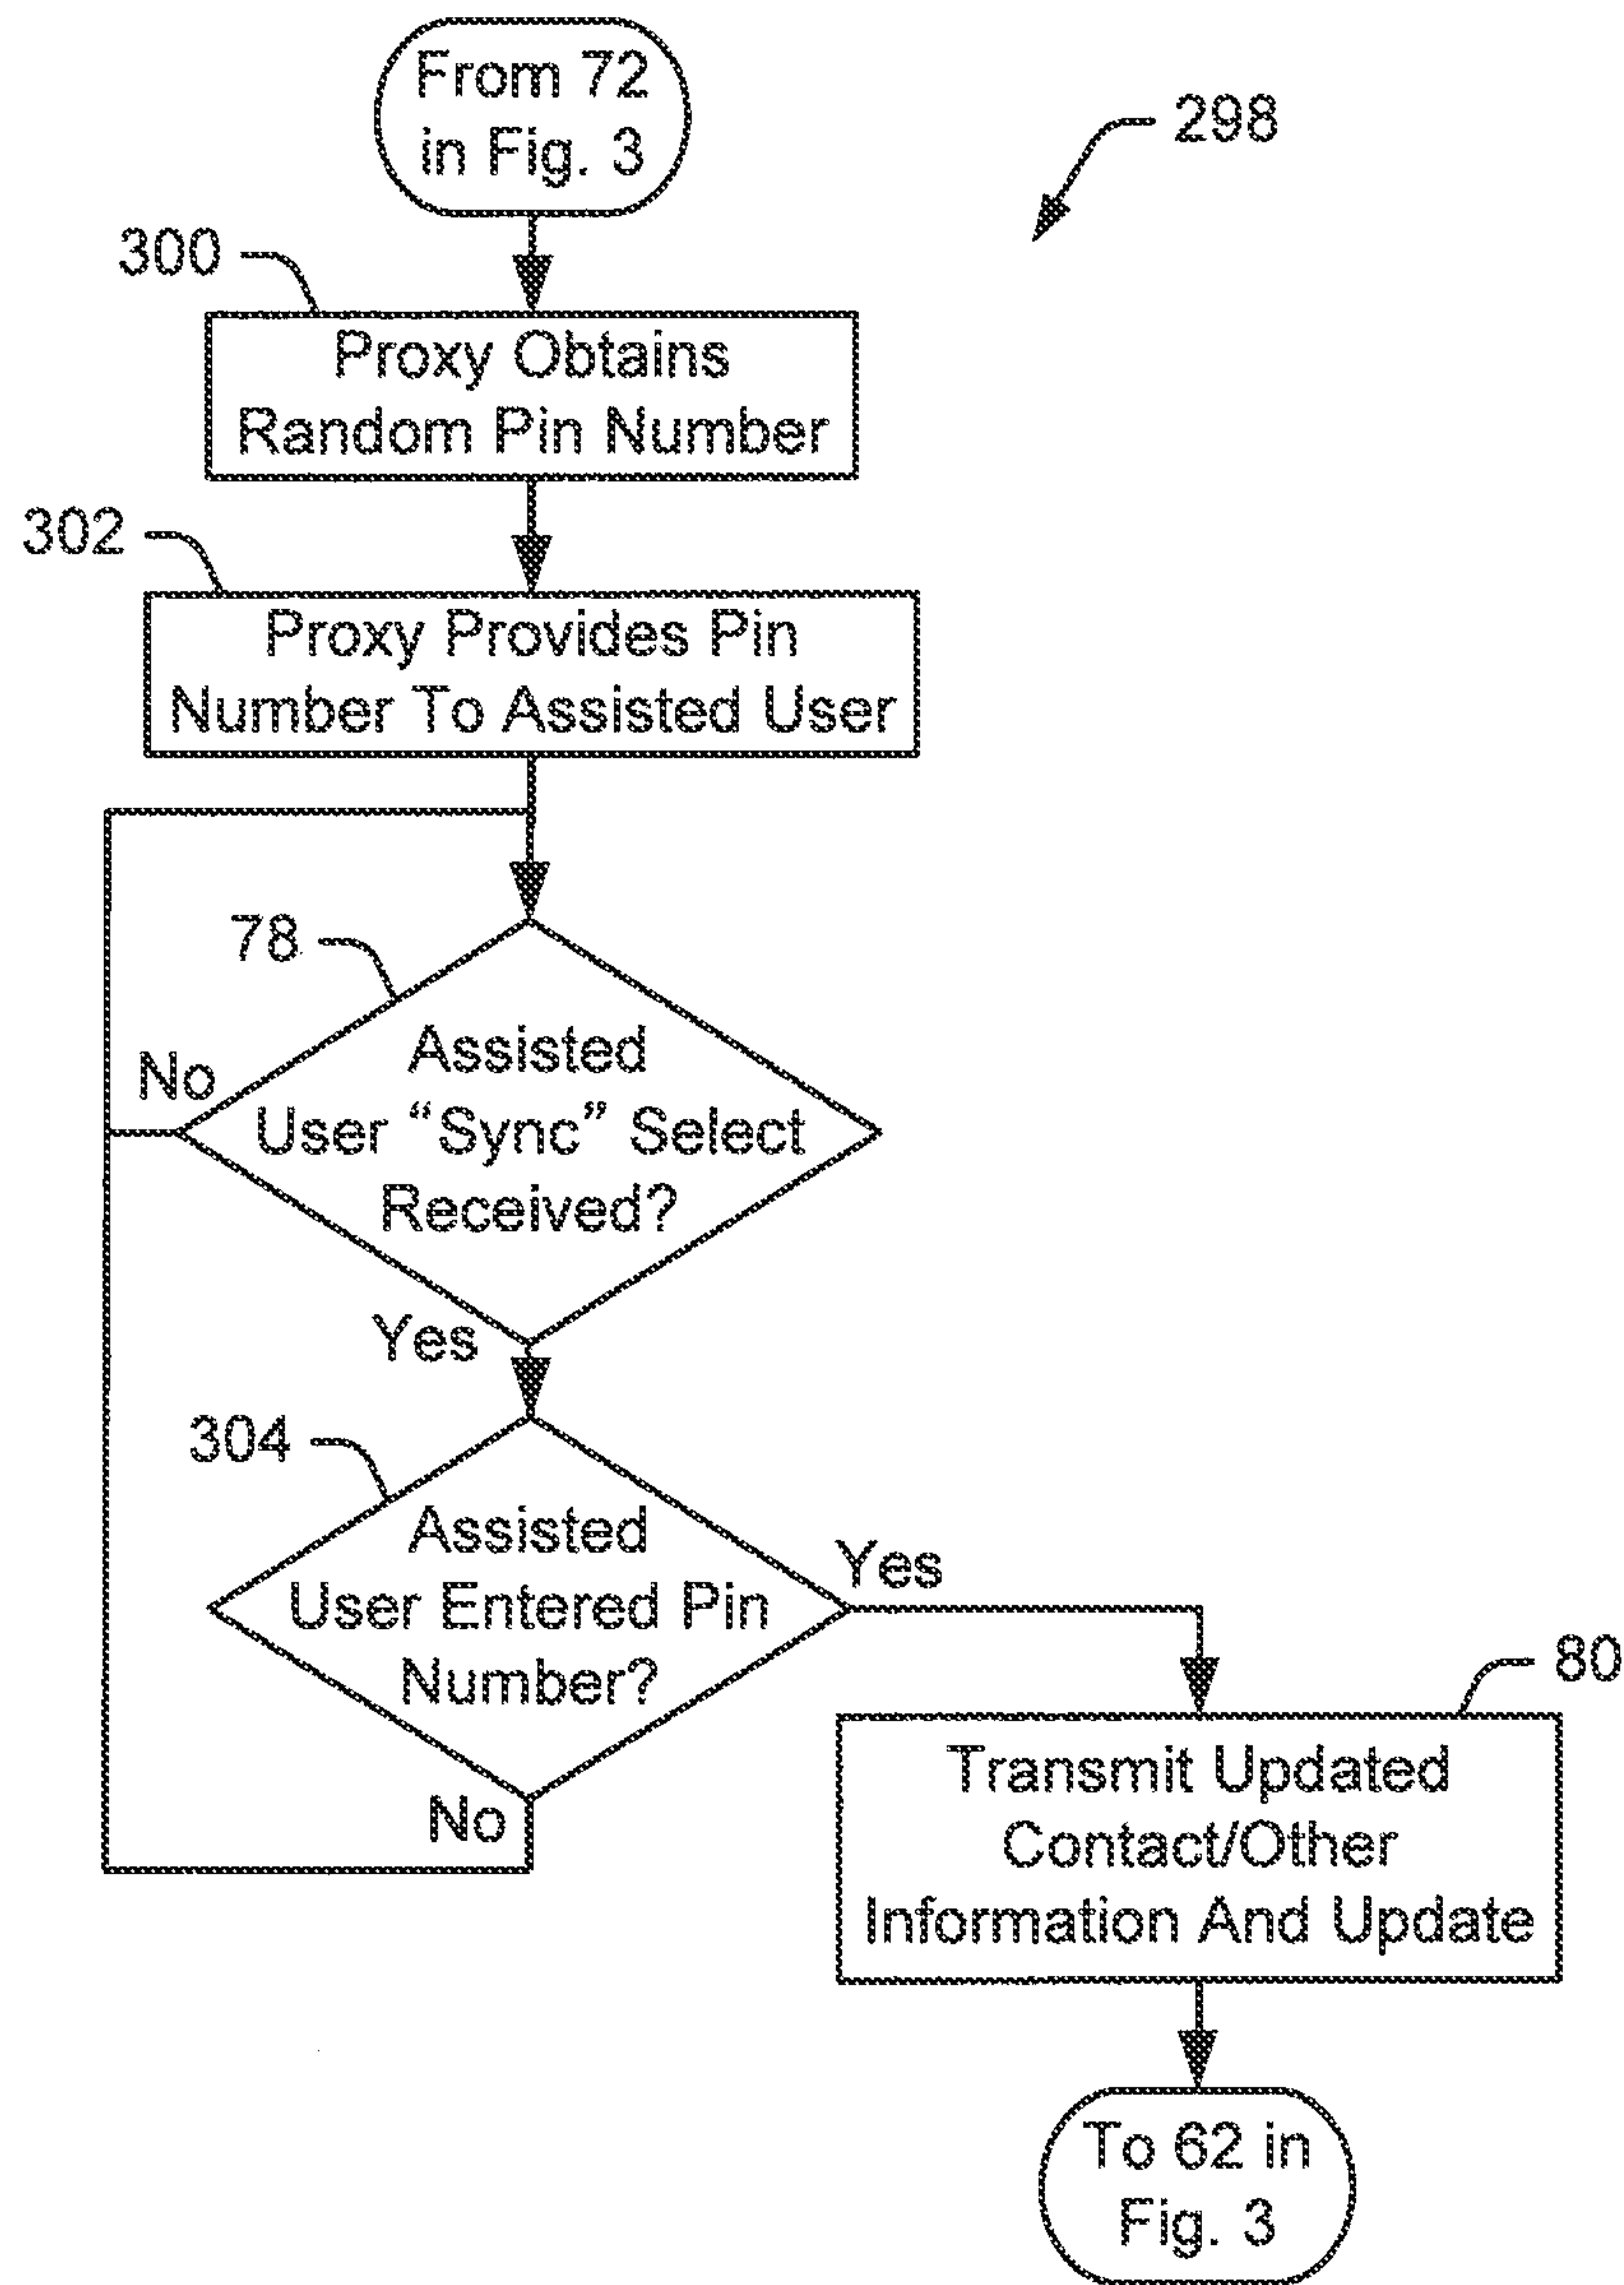 From 72
in Fig. 3
298
300
Proxy Obtains
Random Pin Number
302
Proxy Provides Pin
Number To Assisted User
78
Assisted
User “Sync” Select
Received?
No
Yes
304
Assisted
User Entered Pin
Number?
Yes
No
80
Transmit Updated
Contact/Other
Information And Update
To 62 in
Fig. 3